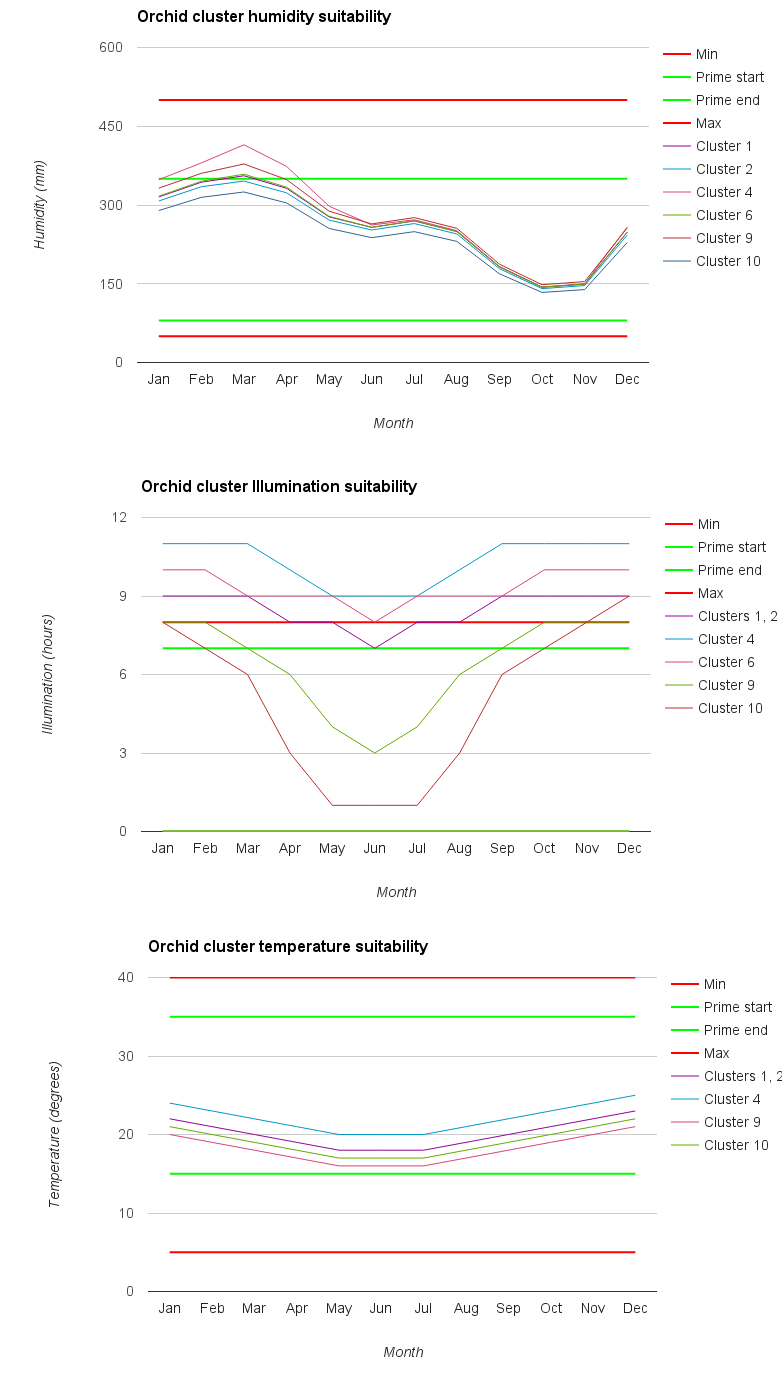 Orchid cluster humidity suitability
600
450
300
150
0
Humidity (mm)
Jan Feb Mar Apr May Jun Jul Aug Sep Oct Nov Dec
Month
Min
Prime start
Prime end
Max
Cluster 1
Cluster 2
Cluster 4
Cluster 6
Cluster 9
Cluster 10
Orchid cluster Illumination suitability
12
9
6
3
0
Illumination (hours)
Jan Feb Mar Apr May Jun Jul Aug Sep Oct Nov Dec
Month
Min
Prime start
Prime end
Max
Clusters 1, 2
Cluster 4
Cluster 6
Cluster 9
Cluster 10
Orchid cluster temperature suitability
40
30
20
10
0
Temperature (degrees)
Jan Feb Mar Apr May Jun Jul Aug Sep Oct Nov Dec
Month
Min
Prime start
Prime end
Max
Clusters 1, 2
Cluster 4
Cluster 9
Cluster 10